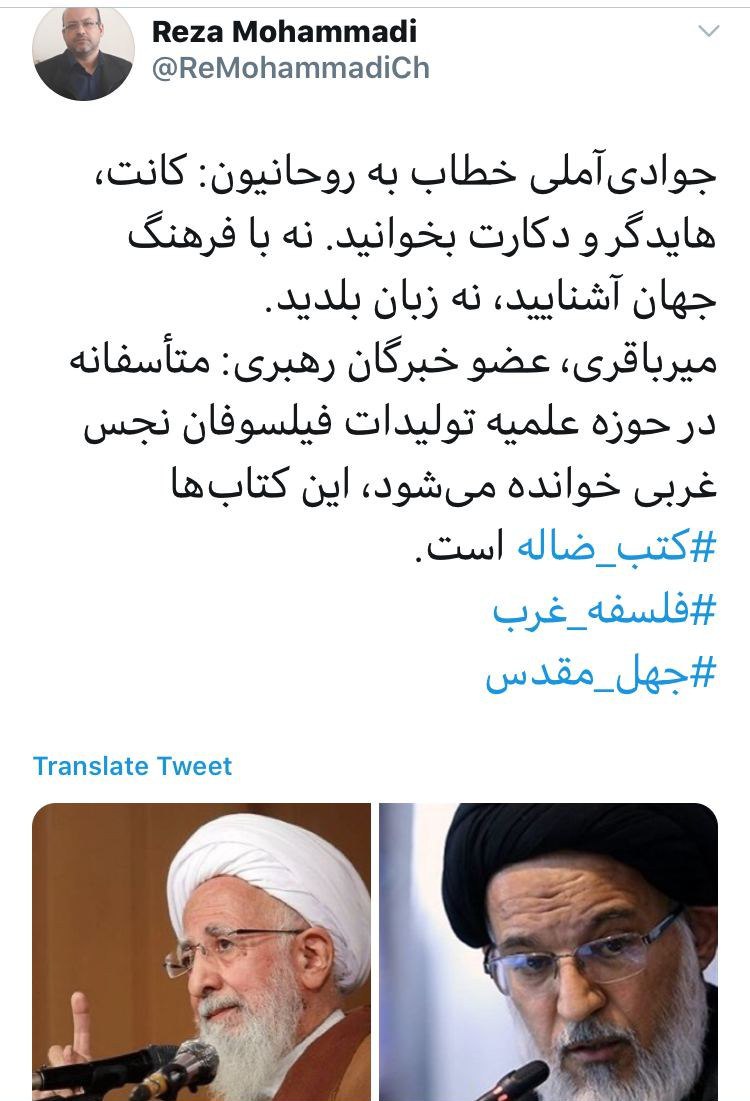 Reza Mohammadi
@ReMohammadiCh
جوادی‌آملی خطاب به روحانیون: کانت،
هایدگر و دکارت بخوانید. نه با فرهنگ
جهان آشنایید، نه زبان بلدید.
میرباقری، عضو خبرگان رهبری: متأسفانه
در حوزه علمیه تولیدات فیلسوفان نجس
غربی خوانده می‌شود، این کتاب‌ها
#کتب_ضاله است.
#فلسفه_غرب
#جهل_مقدس
Translate Tweet